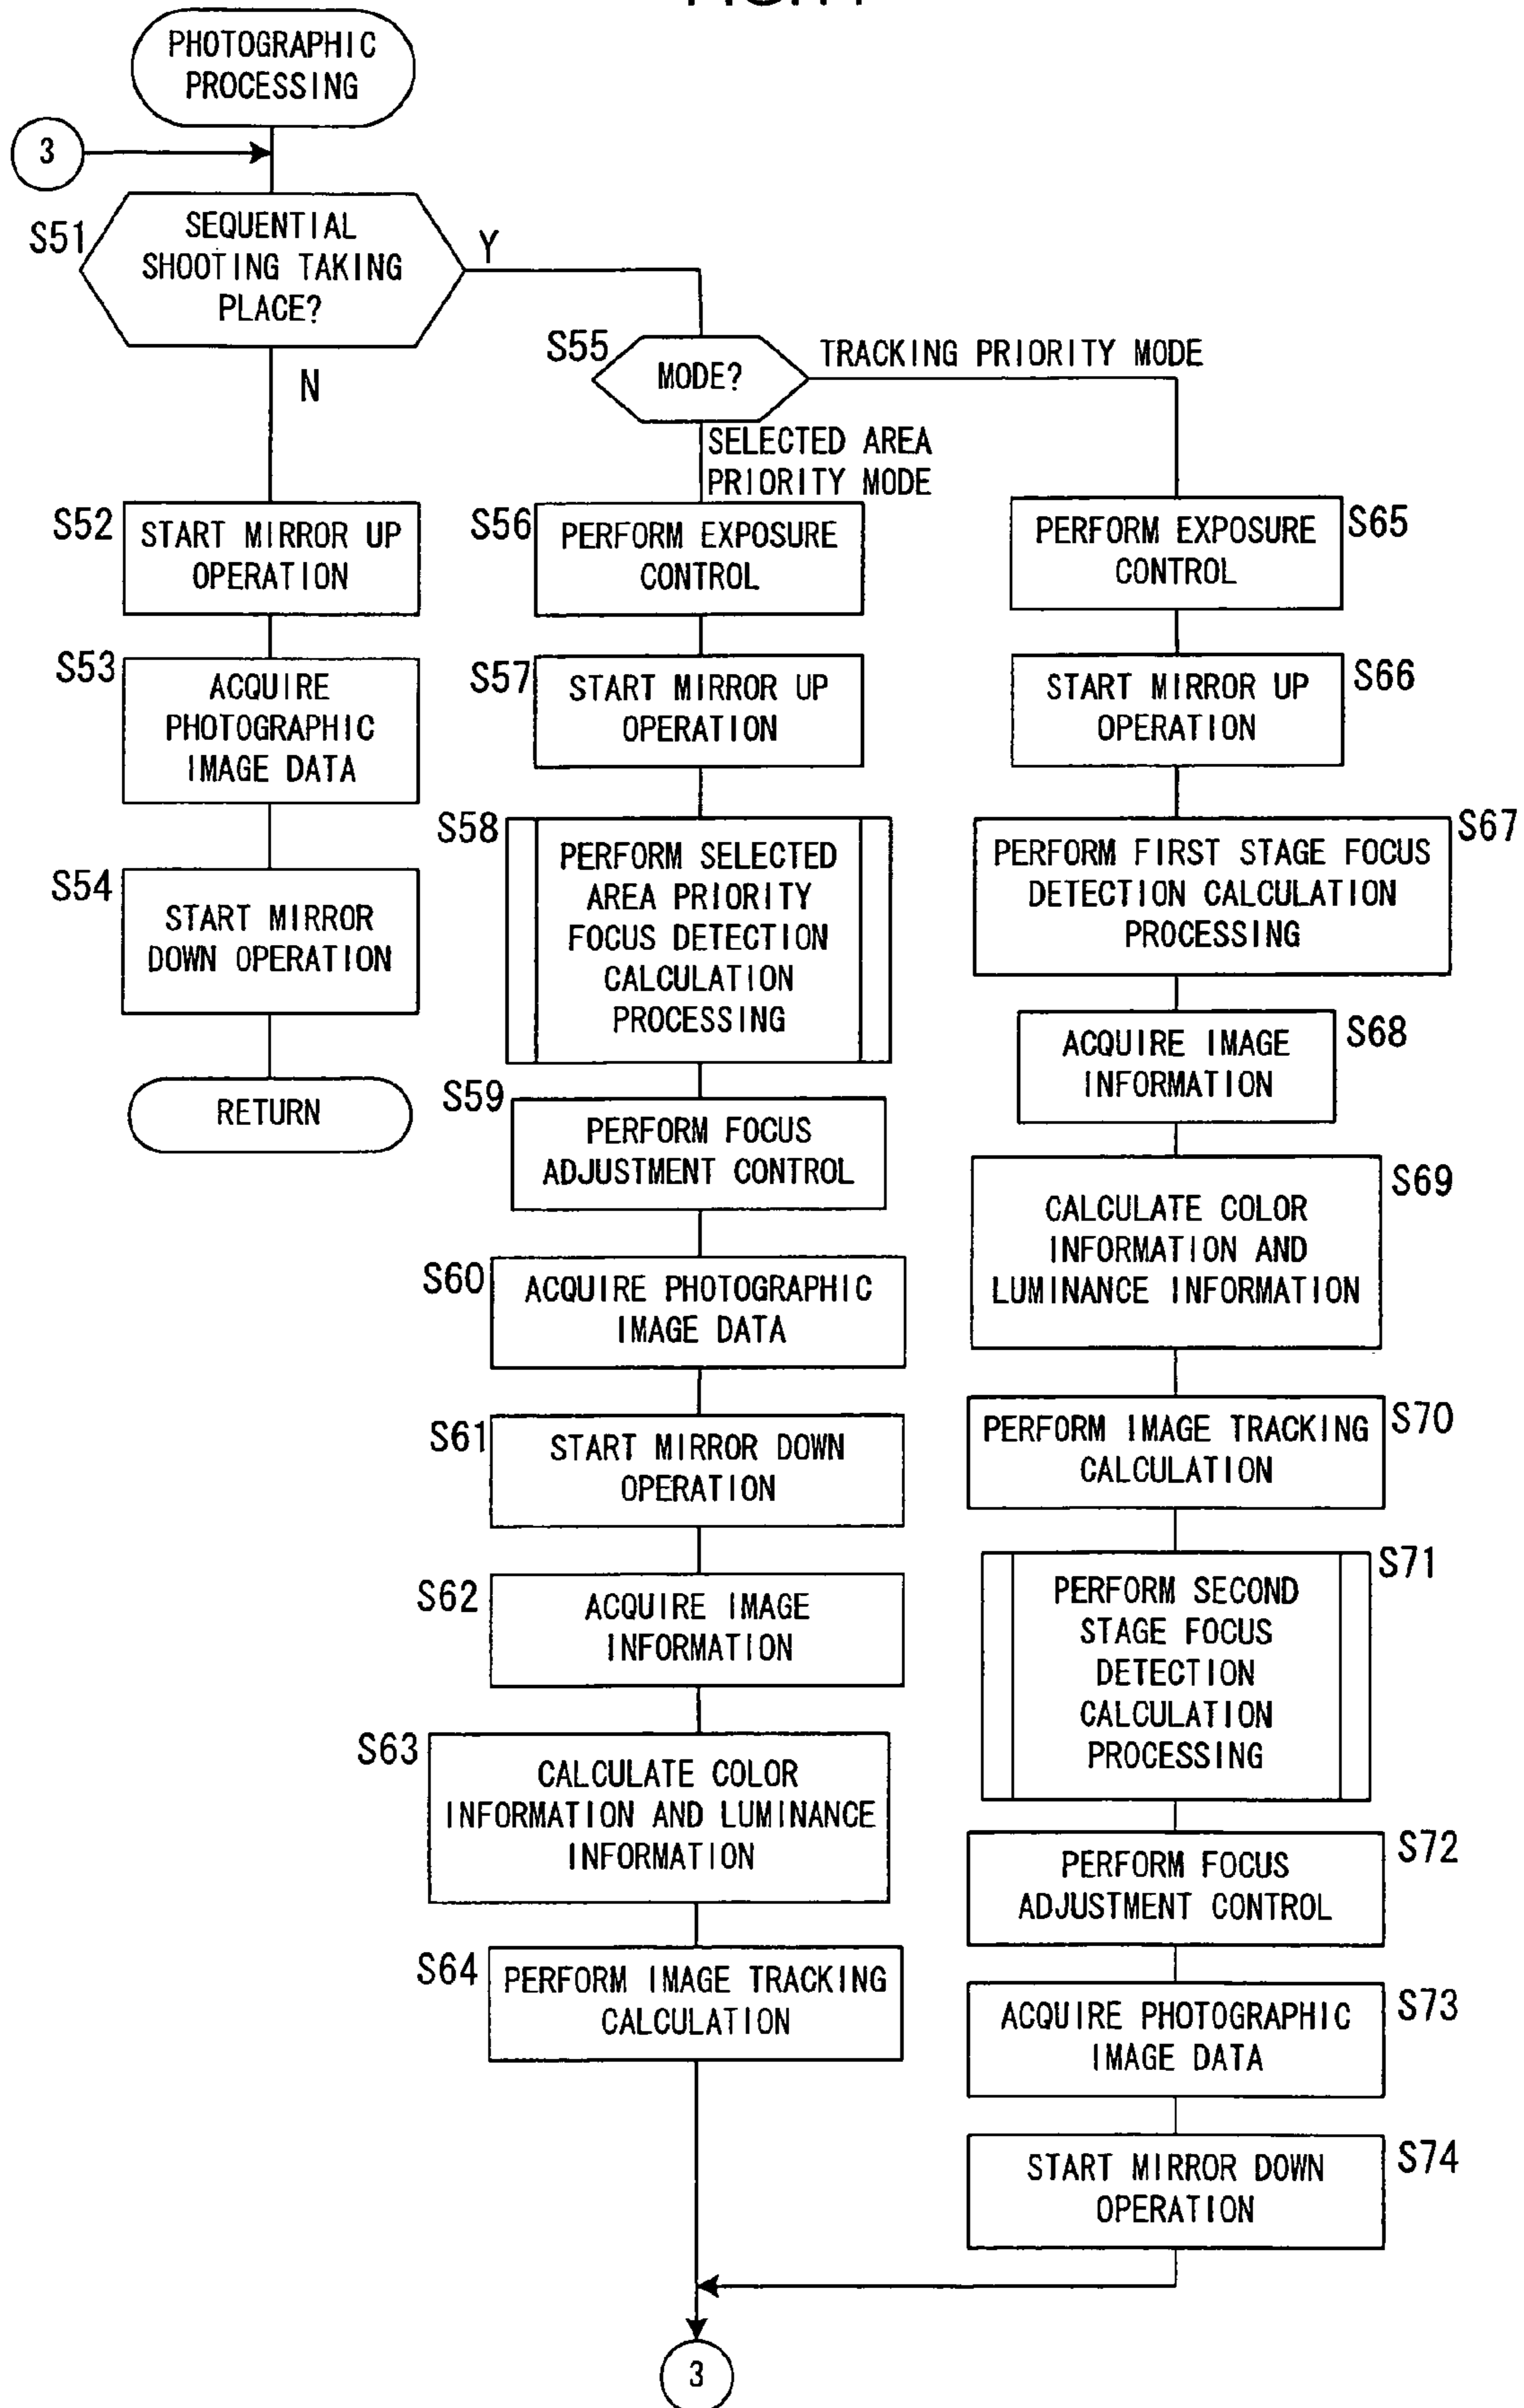 PHOTOGRAPHIC
PROCESSING
3
S51
SEQUENTIAL
SHOOTING TAKING
PLACE?
Y
N
S55
MODE?
TRACKING PRIORITY MODE
SELECTED AREA
PRIORITY MODE
S52
START MIRROR UP
OPERATION
S53
ACQUIRE
PHOTOGRAPHIC
IMAGE DATA
S54
START MIRROR
DOWN OPERATION
RETURN
S56
PERFORM EXPOSURE
CONTROL
S57
START MIRROR UP
OPERATION
S58
PERFORM SELECTED
AREA PRIORITY
FOCUS DETECTION
CALCULATION
PROCESSING
S59
PERFORM FOCUS
ADJUSTMENT CONTROL
S60
ACQUIRE PHOTOGRAPHIC
IMAGE DATA
S61
START MIRROR DOWN
OPERATION
S62
ACQUIRE IMAGE
INFORMATION
S63
CALCULATE COLOR
INFORMATION AND LUMINANCE
INFORMATION
S64
PERFORM IMAGE TRACKING
CALCULATION
S65
PERFORM EXPOSURE
CONTROL
S66
START MIRROR UP
OPERATION
S67
PERFORM FIRST STAGE FOCUS
DETECTION CALCULATION
PROCESSING
S68
ACQUIRE IMAGE
INFORMATION
S69
CALCULATE COLOR
INFORMATION AND
LUMINANCE INFORMATION
S70
PERFORM IMAGE TRACKING
CALCULATION
S71
PERFORM SECOND
STAGE FOCUS
DETECTION
CALCULATION
PROCESSING
S72
PERFORM FOCUS
ADJUSTMENT CONTROL
S73
ACQUIRE PHOTOGRAPHIC
IMAGE DATA
S74
START MIRROR DOWN
OPERATION
3